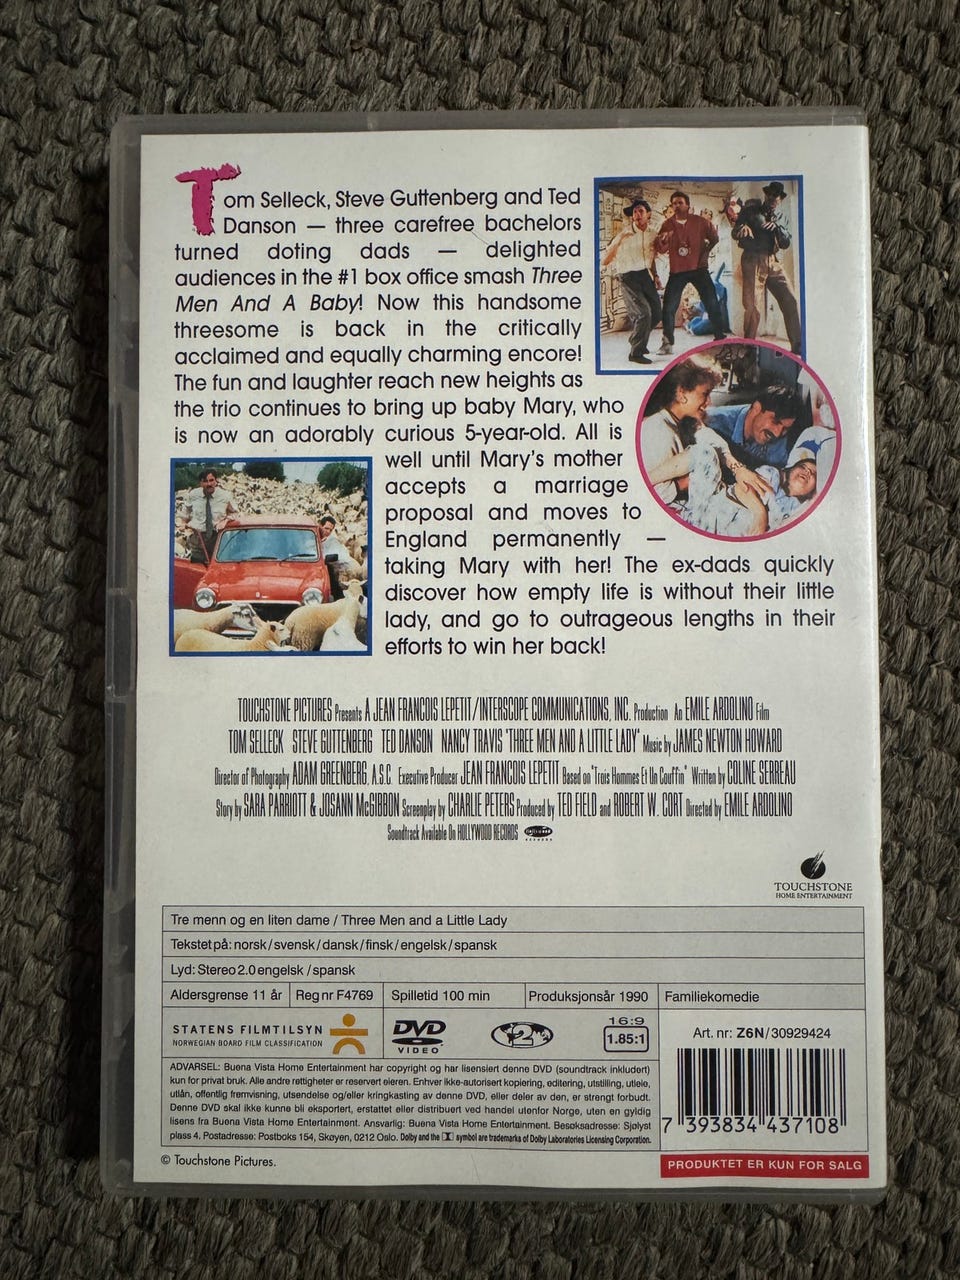 Tom Selleck, Steve Guttenberg and Ted
Danson — three carefree bachelors
turned doting dads — delighted
audiences in the #1 box office smash Three
Men And A Baby! Now this handsome
threesome is back in the critically
acclaimed and equally charming encore!
The fun and laughter reach new heights as
the trio continues to bring up baby Mary, who
is now an adorably curious 5-year-old. All is
well until Mary's mother
accepts a marriage
proposal and moves to
England permanently —
taking Mary with her! The ex-dads quickly
discover how empty life is without their little
lady, and go to outrageous lengths in their
efforts to win her back!
TOUCHSTONE PICTURES Presents A JEAN FRANCOIS LEPETIT/INTERSCOPE COMMUNICATIONS, INC. Production An EMILE ARDOLINO Film
TOM SELLECK STEVE GUTTENBERG TED DANSON NANCY TRAVIS "THREE MEN AND A LITTLE LADY" Music by JAMES NEWTON HOWARD
Director of Photography ADAM GREENBERG, A.S.C. Executive Producer JEAN FRANCOIS LEPETIT Based on "Trois Hommes Et Un Couffin" Written by COLINE SERREAU
Story by SARA PARRIOTT & JOSANN McGIBBON Screenplay by CHARLIE PETERS Produced by TED FIELD and ROBERT W. CORT Directed by EMILE ARDOLINO
Soundtrack Available On HOLLYWOOD RECORDS
TOUCHSTONE
HOME ENTERTAINMENT
Tre menn og en liten dame / Three Men and a Little Lady
Tekstet på: norsk/svensk/dansk/finsk/engelsk/spansk
Lyd: Stereo 2.0 engelsk/spansk
Aldersgrense 11 år Reg nr F4769 Spilletid 100 min Produksjonsår 1990 Familiekomedie
STATENS FILMTILSYN
NORWEGIAN BOARD FILM CLASSIFICATION
DVD
VIDEO
2
16:9
1.85:1
Art. nr: Z6N/30929424
ADVARSEL: Buena Vista Home Entertainment har copyright og har lisensiert denne DVD (soundtrack inkludert)
kun for privat bruk. Alle andre rettigheter er reservert eieren. Enhver ikke-autorisert kopiering, editering, utstilling, utleie,
utlån, offentlig fremvisning, utsendelse og/eller kringkasting av denne DVD, eller deler av den, er strengt forbudt.
Denne DVD skal ikke kunne bli eksportert, erstattet eller distribuert ved handel utenfor Norge, uten en gyldig
lisens fra Buena Vista Home Entertainment. Ansvarlig: Buena Vista Home Entertainment. Besøksadresse: Sjølyst
plass 4, Postadresse: Postboks 154, Skøyen, 0212 Oslo. Dolby and the symbol are trademarks of Dolby Laboratories Licensing Corporation.
7 393834 437108
© Touchstone Pictures.
PRODUKTET ER KUN FOR SALG